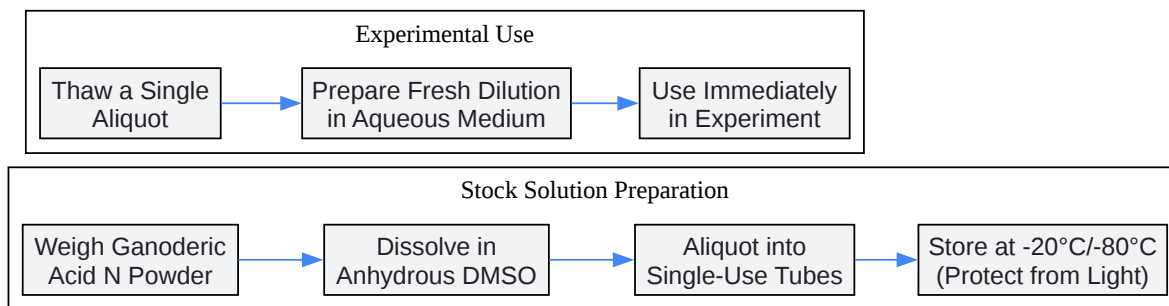 Experimental Use
Thaw a Single
Aliquot
Prepare Fresh Dilution
in Aqueous Medium
Use Immediately
in Experiment
Stock Solution Preparation
Weigh Ganoderic
Acid N Powder
Dissolve in
Anhydrous DMSO
Aliquot into
Single-Use Tubes
Store at -20°C/-80°C
(Protect from Light)